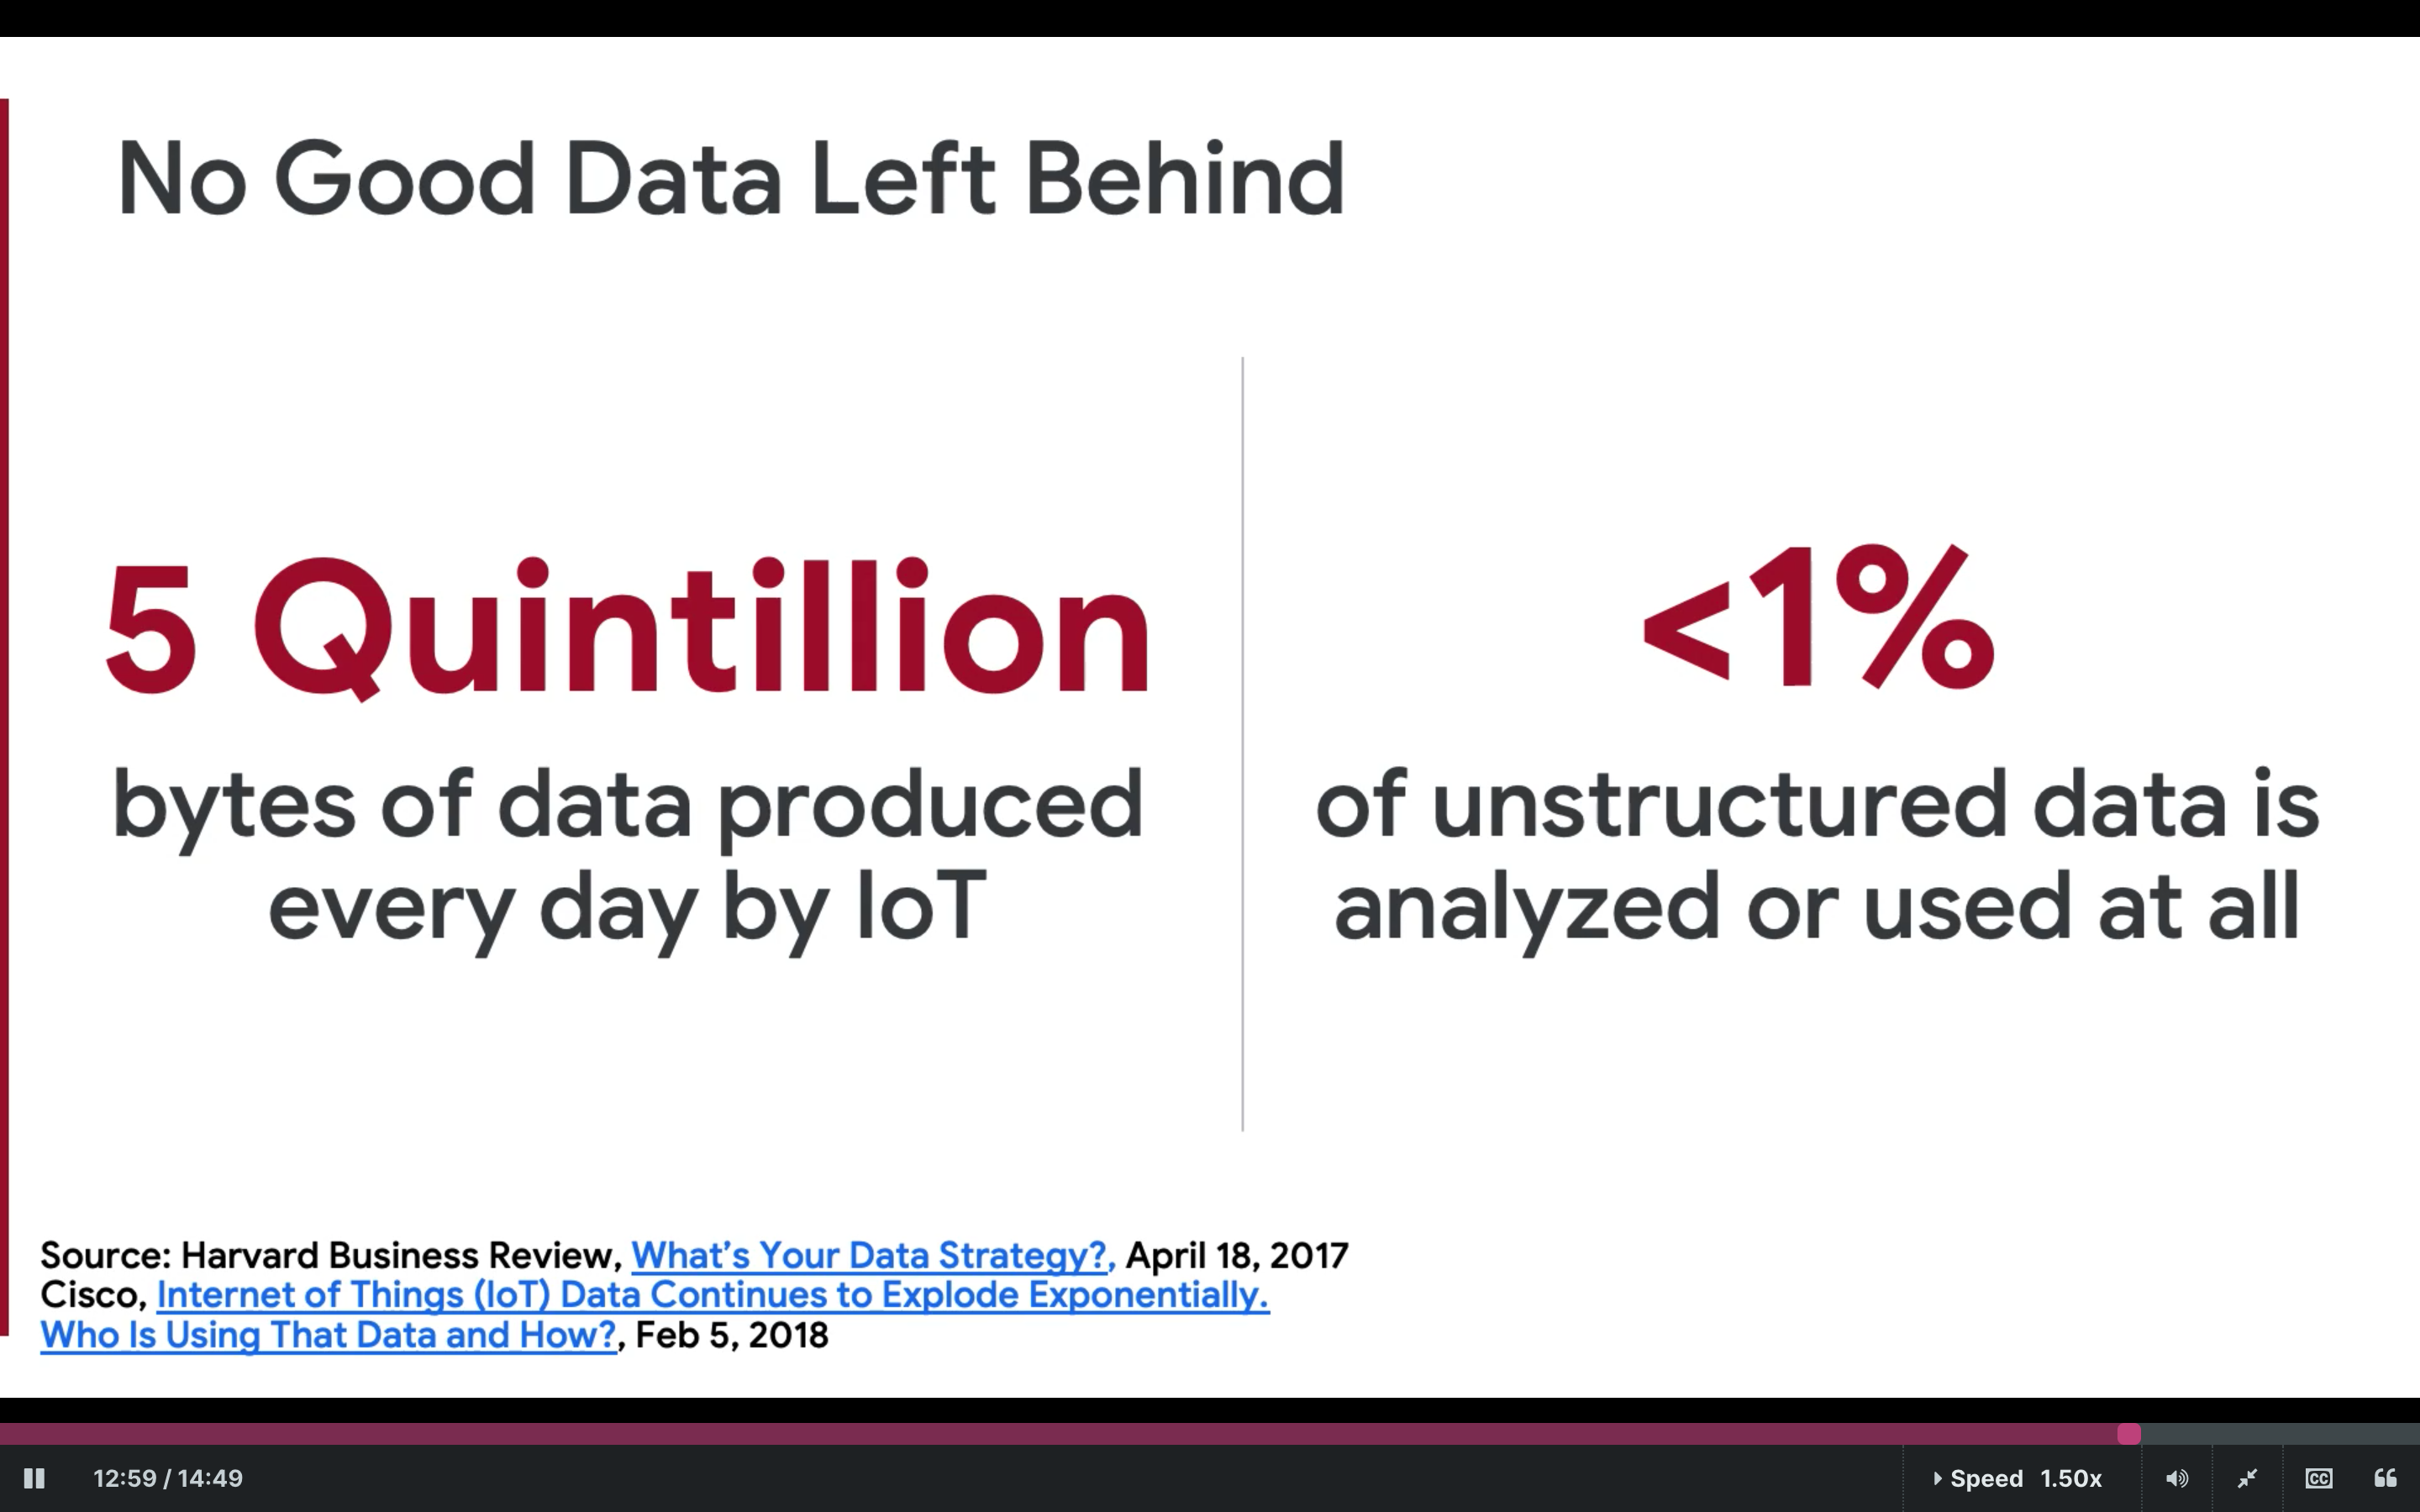 No Good Data Left Behind
5 Quintillion
bytes of data produced
every day by IoT
<1%
of unstructured data is
analyzed or used at all
Source: Harvard Business Review, What's Your Data Strategy?, April 18, 2017
Cisco, Internet of Things (IoT) Data Continues to Explode Exponentially.
Who Is Using That Data and How?, Feb 5, 2018
12:59 / 14:49
Speed 1.50x
CC